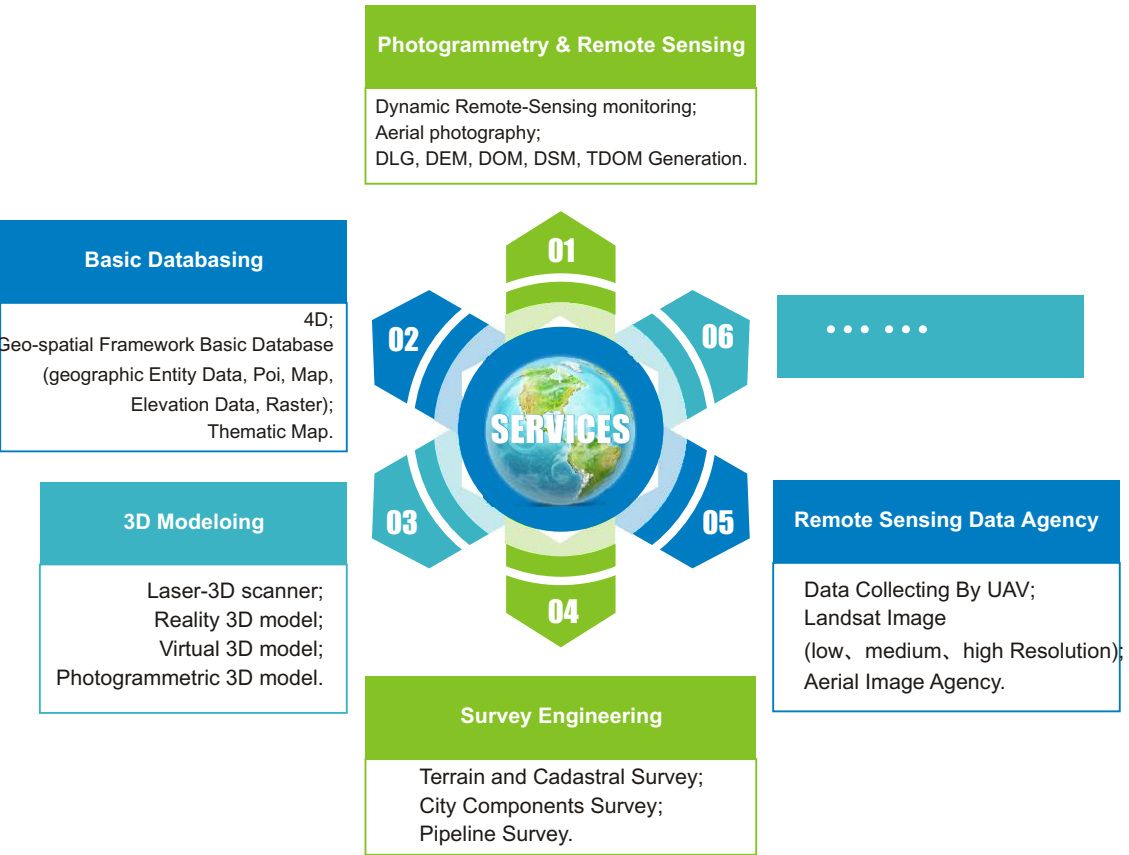 Photogrammetry & Remote Sensing
Dynamic Remote-Sensing monitoring;
Aerial photography;
DLG, DEM, DOM, DSM, TDOM Generation.
01
Basic Databasing
4D;
Geo-spatial Framework Basic Database
(geographic Entity Data, Poi, Map,
Elevation Data, Raster);
Thematic Map.
02
06
••• •••
SERVICES
3D Modeloing
Laser-3D scanner;
Reality 3D model;
Virtual 3D model;
Photogrammetric 3D model.
03
05
Remote Sensing Data Agency
Data Collecting By UAV;
Landsat Image
(low、medium、high Resolution);
Aerial Image Agency.
04
Survey Engineering
Terrain and Cadastral Survey;
City Components Survey;
Pipeline Survey.